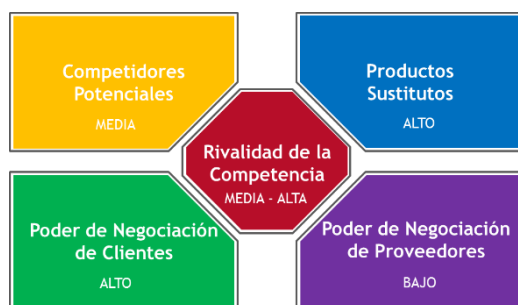 Competidores
Potenciales
MEDIA
Productos
Sustitutos
ALTO
Rivalidad de la
Competencia
MEDIA - ALTA
Poder de Negociación
de Clientes
ALTO
Poder de Negociación
de Proveedores
BAJO